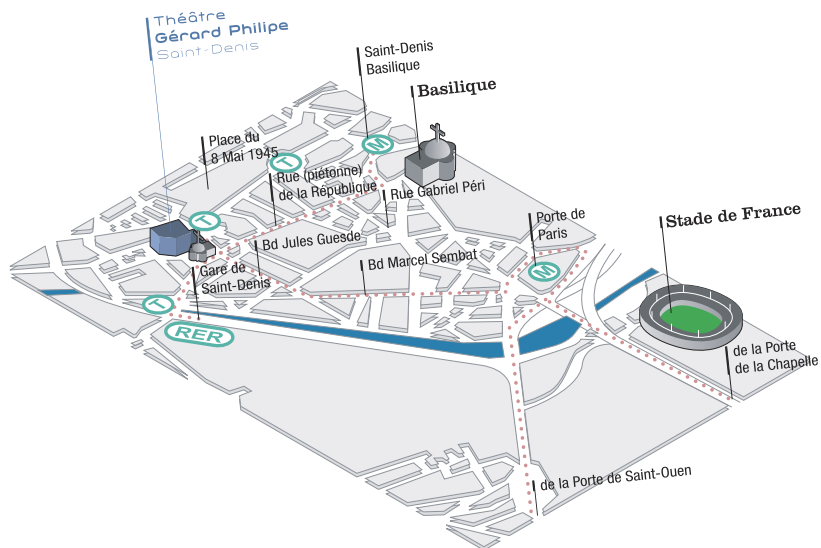 Théâtre
Gérard Philipe
Saint-Denis
Saint-Denis
Basilique
Basilique
Place du
8 Mai 1945
T
M
Rue (piétonne)
de la République
Rue Gabriel Péri
T
Porte de
Paris
Stade de France
Bd Jules Guesde
Bd Marcel Sembat
M
Gare de
Saint-Denis
T
RER
de la Porte
de la Chapelle
de la Porte de Saint-Ouen